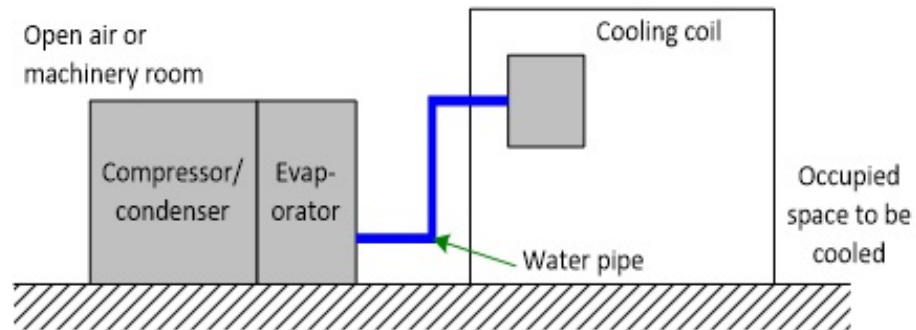 Open air or
machinery room
Cooling coil
Compressor/
condenser
Evap-
orator
Water pipe
Occupied
space to be
cooled